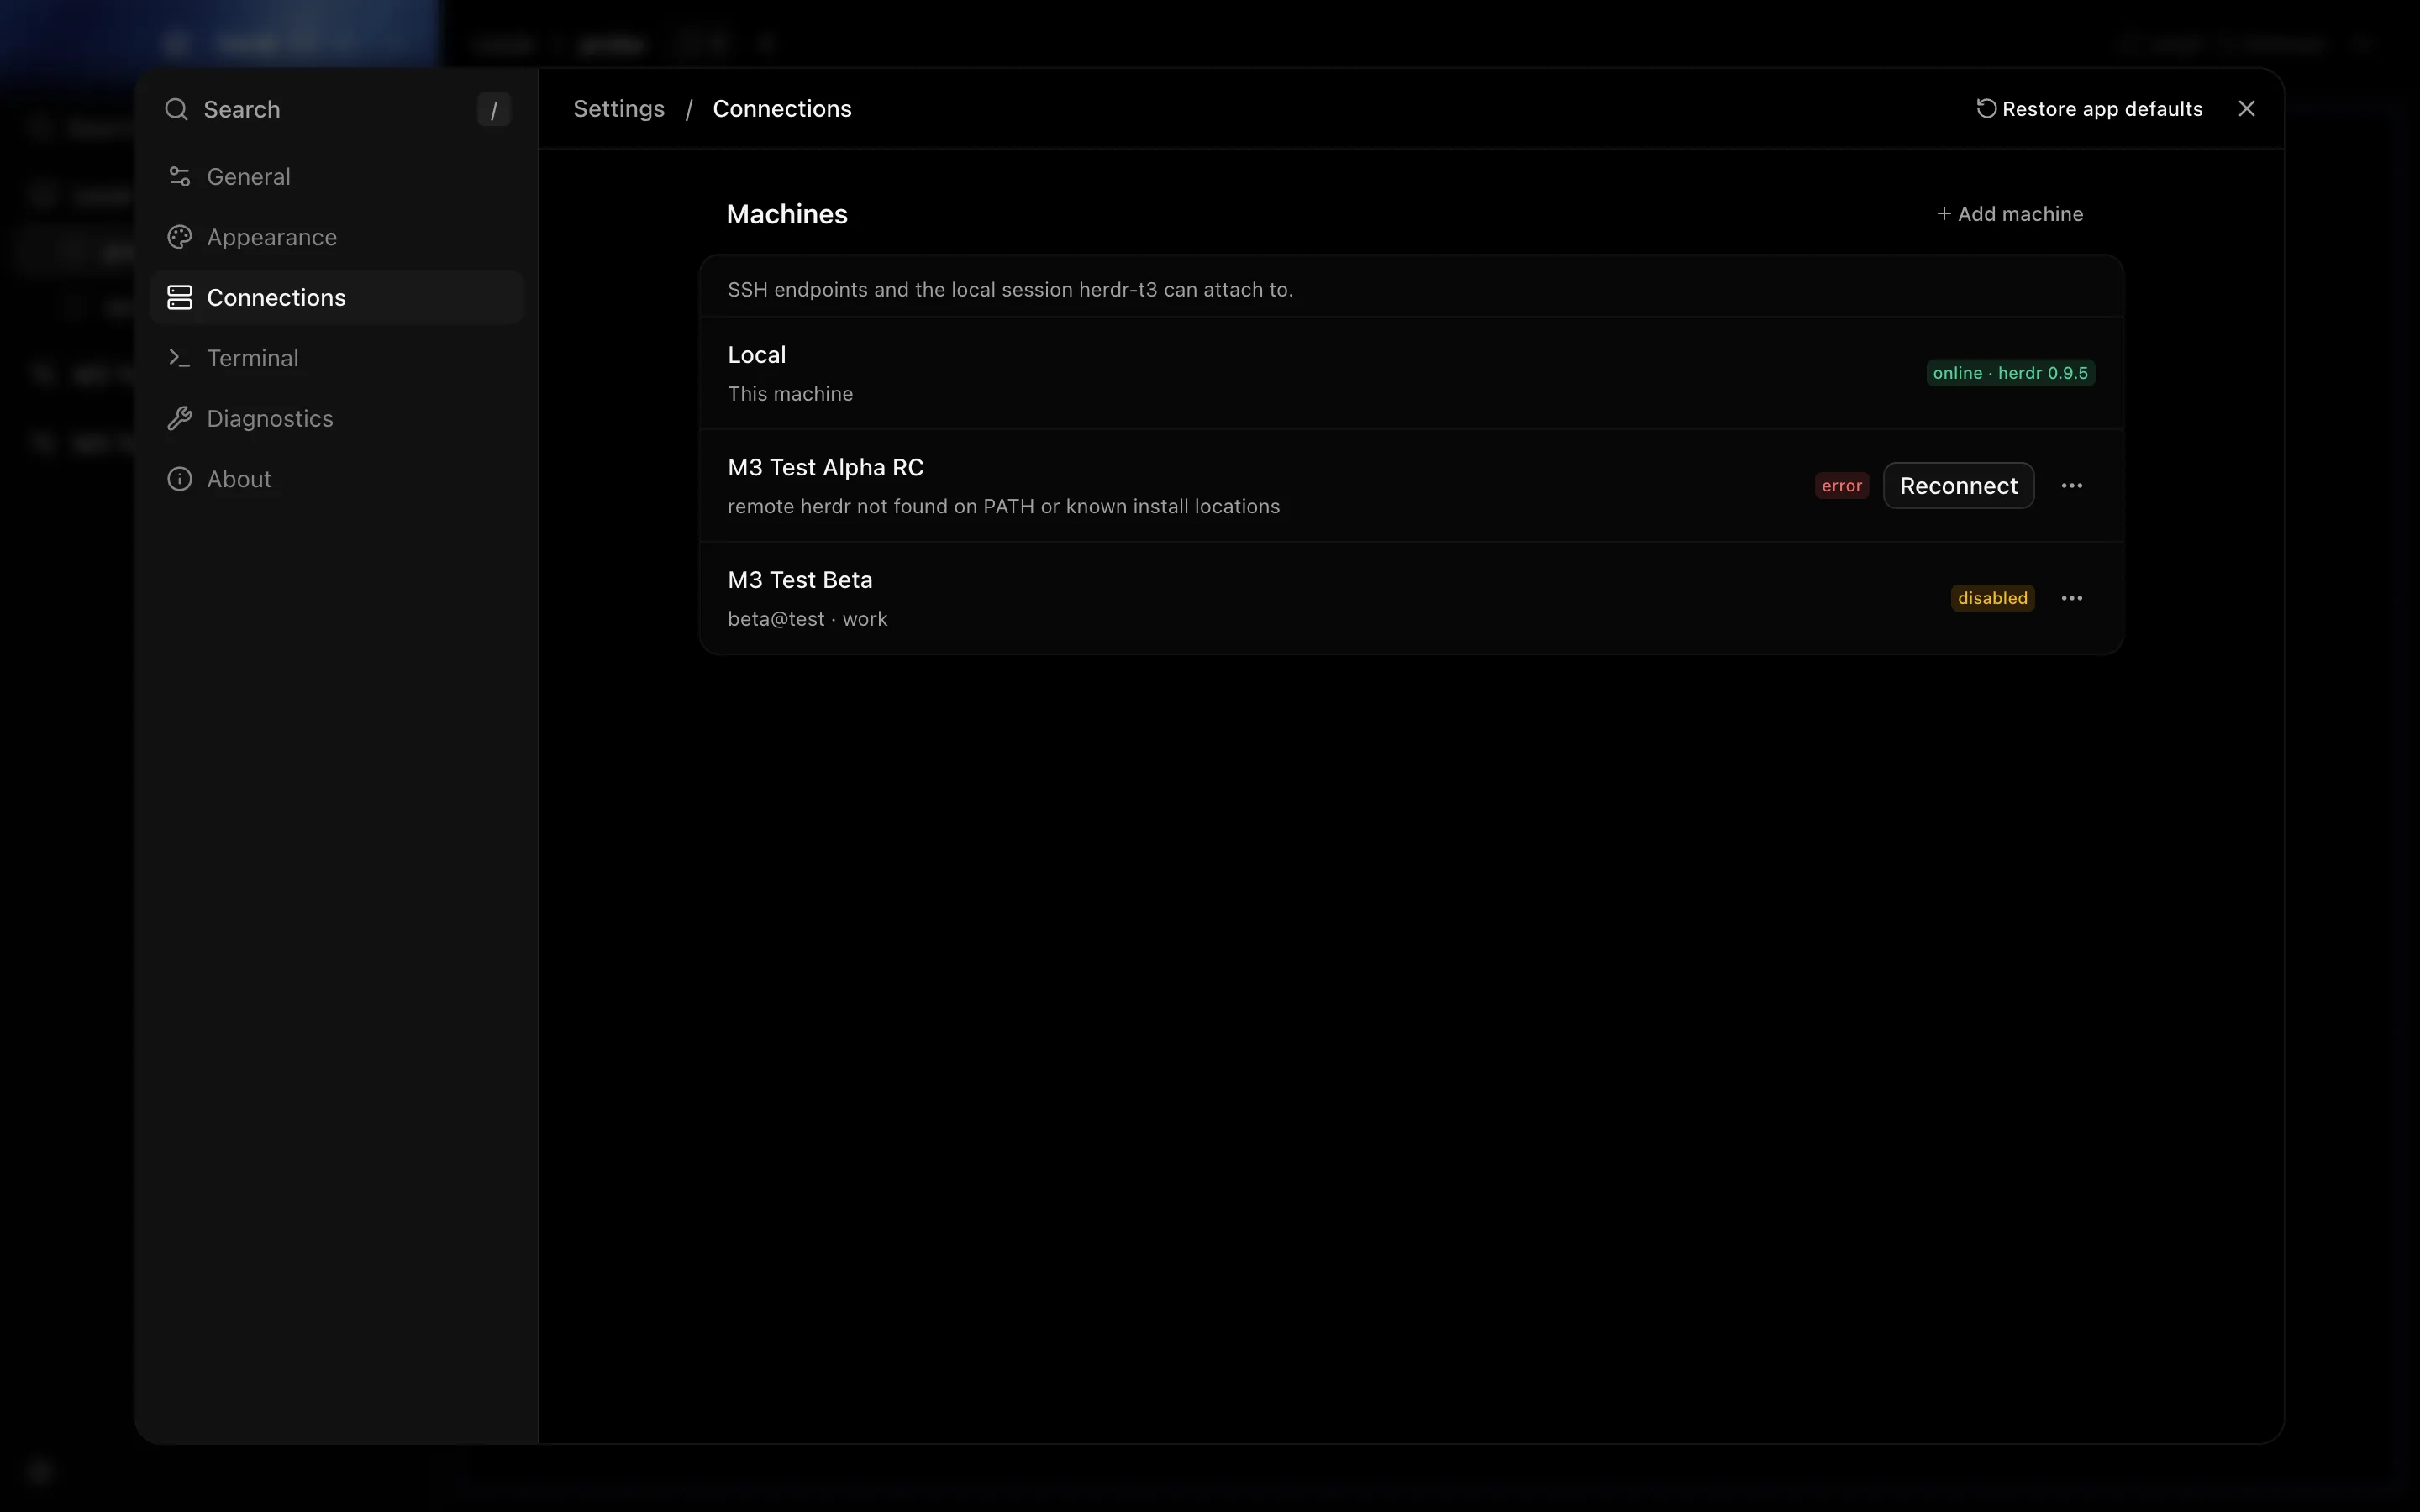 Search /
General
Appearance
Connections
Terminal
Diagnostics
About
Settings / Connections
Restore app defaults
Machines
+ Add machine
SSH endpoints and the local session herdr-t3 can attach to.
Local
This machine
online · herdr 0.9.5
M3 Test Alpha RC
remote herdr not found on PATH or known install locations
error
Reconnect
M3 Test Beta
beta@test · work
disabled